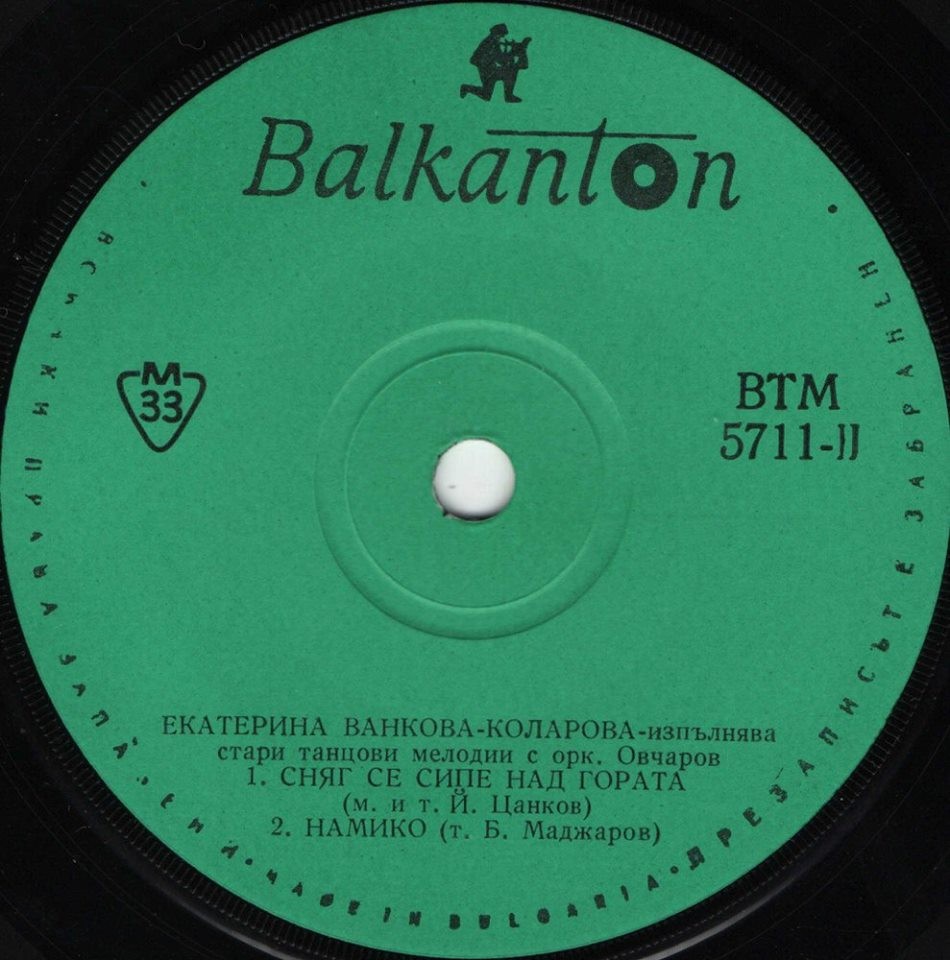 Balkanton
M
33
ВТМ
5711-II
ЕКАТЕРИНА ВАНКОВА-КОЛАРОВА-изпълнява
стари танцови мелодии с орк. Овчаров
1. СНЯГ СЕ СИПЕ НАД ГОРАТА
(м. и т. Й. Цанков)
2. НАМИКО (т. Б. Маджаров)
ВСИЧКИ ПРАВА ЗАПАЗЕНИ • MADE IN BULGARIA • ПРЕЗАПИСЪТ Е ЗАБРАНЕН